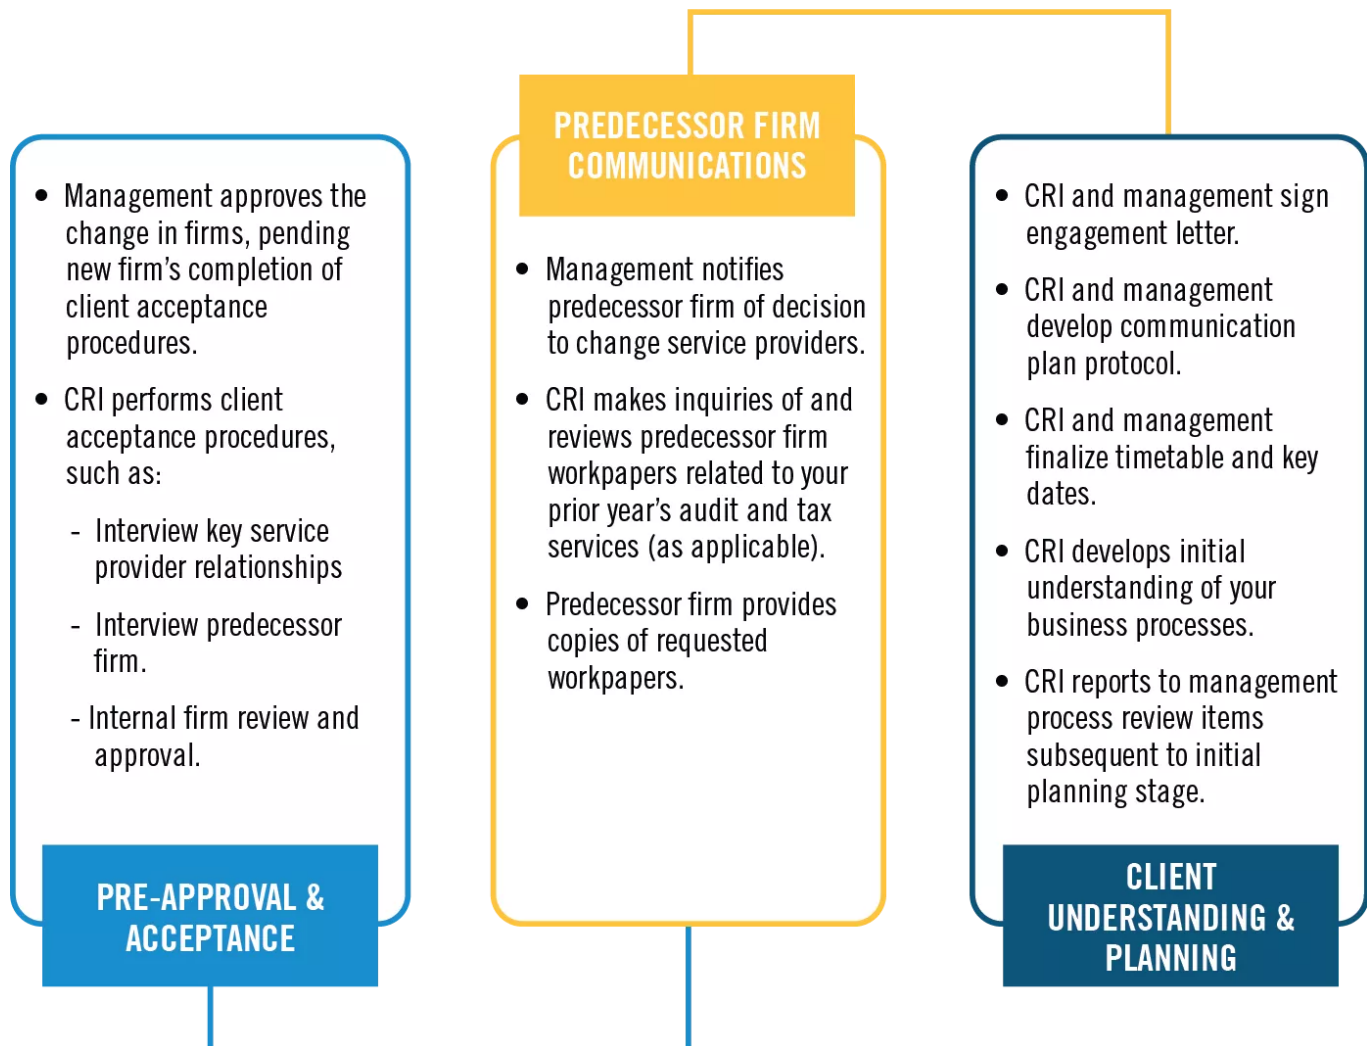 • Management approves the
change in firms, pending
new firm’s completion of
client acceptance
procedures.
• CRI performs client
acceptance procedures,
such as:
- Interview key service
provider relationships
- Interview predecessor
firm.
- Internal firm review and
approval.
PRE-APPROVAL &
ACCEPTANCE
PREDECESSOR FIRM
COMMUNICATIONS
• Management notifies
predecessor firm of decision
to change service providers.
• CRI makes inquiries of and
reviews predecessor firm
workpapers related to your
prior year’s audit and tax
services (as applicable).
• Predecessor firm provides
copies of requested
workpapers.
• CRI and management sign
engagement letter.
• CRI and management
develop communication
plan protocol.
• CRI and management
finalize timetable and key
dates.
• CRI develops initial
understanding of your
business processes.
• CRI reports to management
process review items
subsequent to initial
planning stage.
CLIENT
UNDERSTANDING &
PLANNING